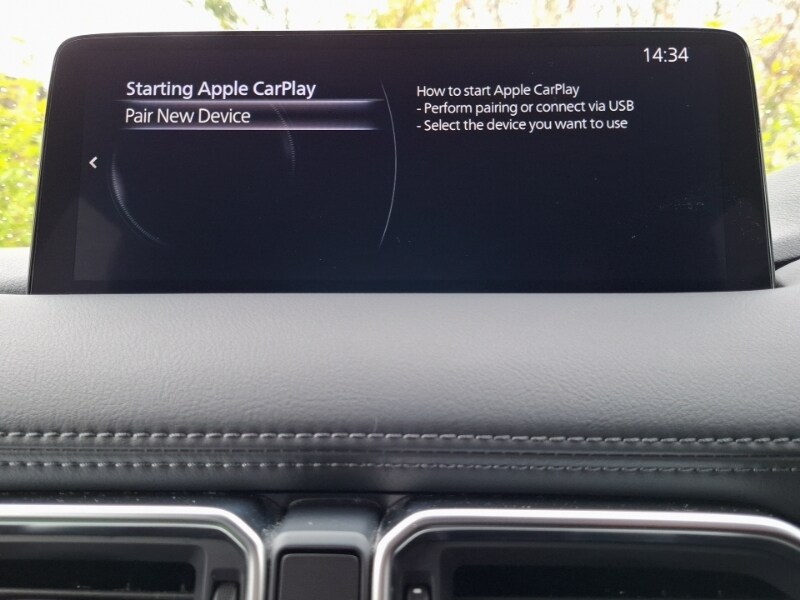 14:34
Starting Apple CarPlay
Pair New Device
How to start Apple CarPlay
- Perform pairing or connect via USB
- Select the device you want to use